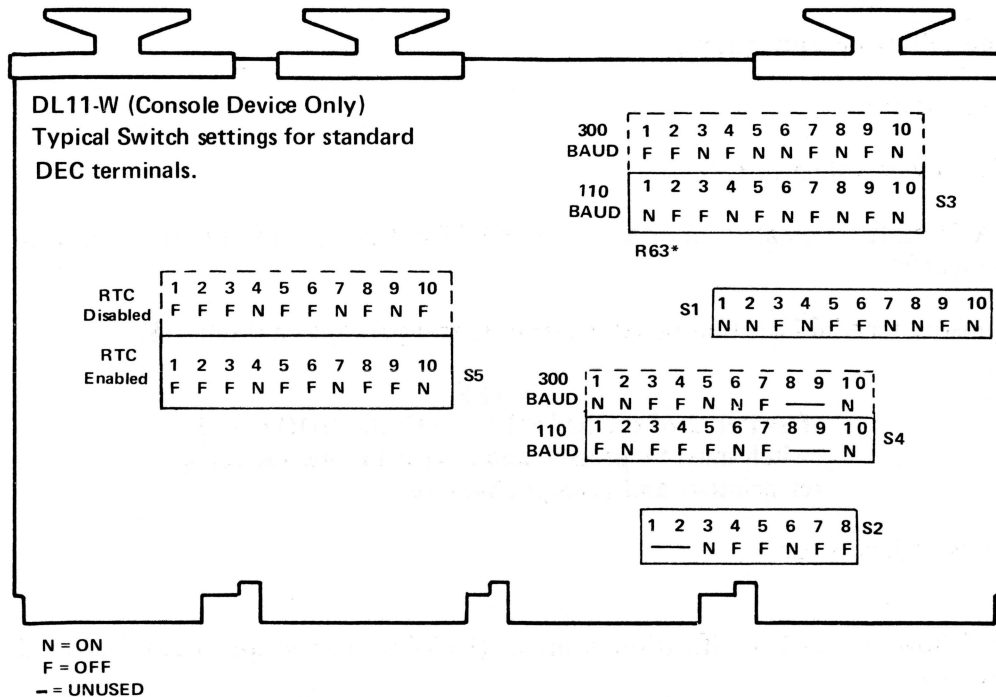 DL11-W (Console Device Only)
Typical Switch settings for standard
DEC terminals.
300 BAUD
1 2 3 4 5 6 7 8 9 10
F F N F N N F N F N
110 BAUD
1 2 3 4 5 6 7 8 9 10
N F F N F N F N F N
S3
R63*
RTC Disabled
1 2 3 4 5 6 7 8 9 10
F F F N F F N F N F
RTC Enabled
1 2 3 4 5 6 7 8 9 10
F F F N F F N F F N
S5
S1
1 2 3 4 5 6 7 8 9 10
N N F N F F N N F N
300 BAUD
1 2 3 4 5 6 7 8 9 10
N N F F N N F — N
110 BAUD
1 2 3 4 5 6 7 8 9 10
F N F F F N F — N
S4
1 2 3 4 5 6 7 8
— N F F N F F
S2
N = ON
F = OFF
– = UNUSED